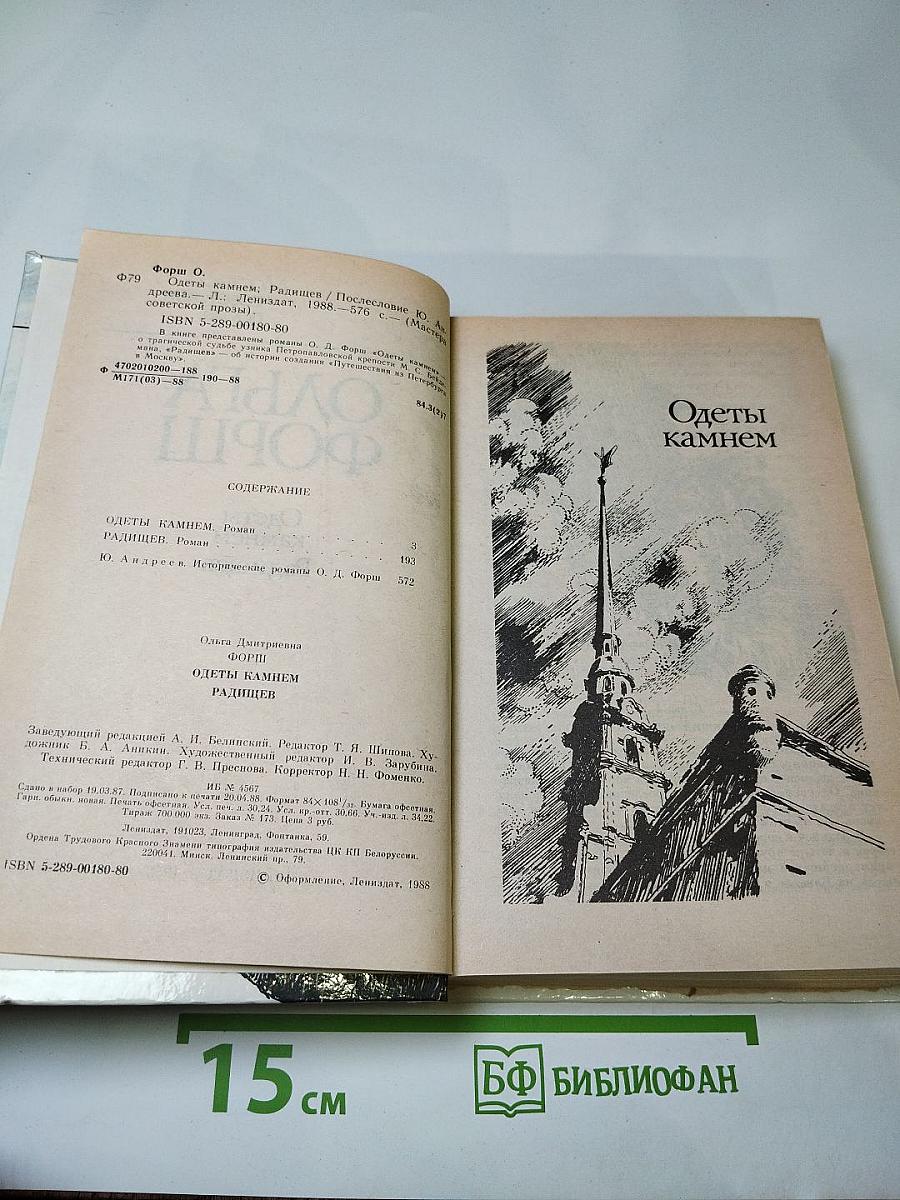 Форш О.
Ф79 Одеты камнем; Радищев / Послесловие Ю. Ан-
дреева.— Л.: Лениздат, 1988.—576 с.— (Мастера
советской прозы).
ISBN 5-289-00180-80
В книге представлены романы О. Д. Форш «Одеты камнем» —
о трагической судьбе узника Петропавловской крепости М. С. Бейде-
мана, «Радищев» — об истории создания «Путешествия из Петербурга
в Москву».
Ф 4702010200—188
М171(03)—88 190—88
84.3(2)7
ОЛЬГА
ФОРШ
СОДЕРЖАНИЕ
ОДЕТЫ КАМНЕМ. Роман . . . . . . . . 3
РАДИЩЕВ. Роман . . . . . . . . . . 193
Ю. Андреев. Исторические романы О. Д. Форш 572
Ольга Дмитриевна
ФОРШ
ОДЕТЫ КАМНЕМ
РАДИЩЕВ
Заведующий редакцией А. И. Белинский. Редактор Т. Я. Шипова. Ху-
дожник Б. А. Аникин. Художественный редактор И. В. Зарубина.
Технический редактор Г. В. Преснова. Корректор Н. Н. Фоменко.
ИБ № 4567
Сдано в набор 19.03.87. Подписано к печати 20.04.88. Формат 84×108 1/32. Бумага офсетная.
Гарн. обыкн. новая. Печать офсетная. Усл. печ. л. 30,24. Усл. кр.-отт. 30,66. Уч.-изд. л. 34,22.
Тираж 700 000 экз. Заказ № 173. Цена 3 руб.
Лениздат, 191023, Ленинград, Фонтанка, 59.
Ордена Трудового Красного Знамени типография издательства ЦК КП Белоруссии.
220041, Минск, Ленинский пр., 79.
ISBN 5-289-00180-80
© Оформление, Лениздат, 1988
Одеты
камнем
15 см
БФ БИБЛИОФАН